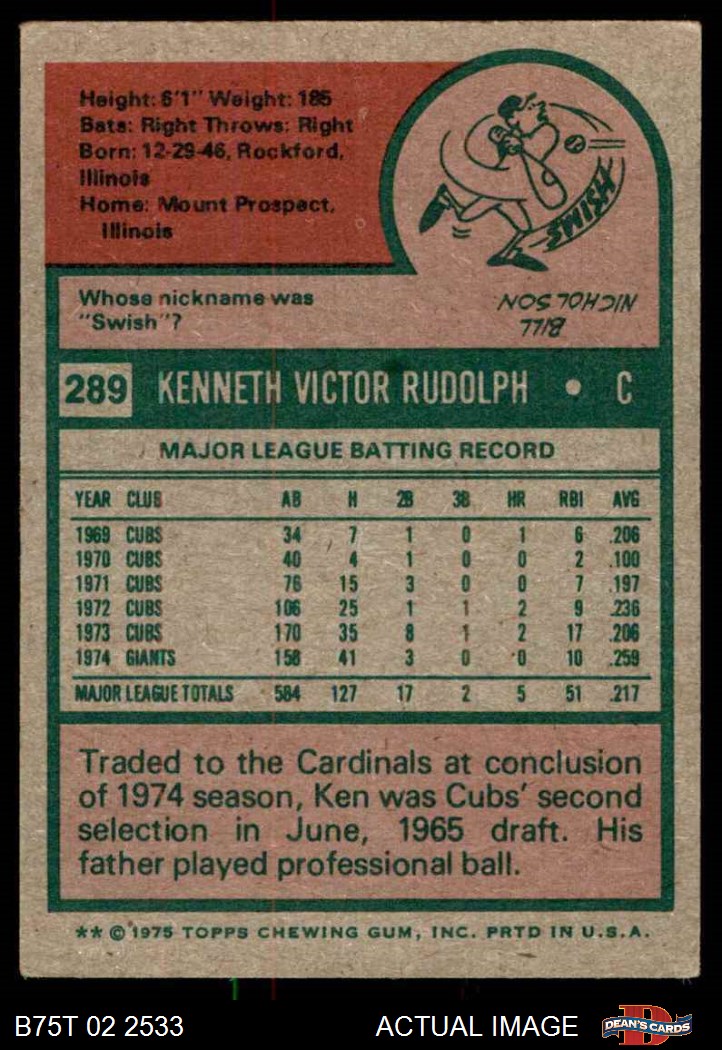 Height: 6'1" Weight: 185
Bats: Right Throws: Right
Born: 12-29-46, Rockford,
Illinois
Home: Mount Prospect,
Illinois
SWISH
Whose nickname was
"Swish"?
BILL
NICHOLSON
289 KENNETH VICTOR RUDOLPH • C
MAJOR LEAGUE BATTING RECORD
YEAR CLUB AB H 2B 3B HR RBI AVG
1969 CUBS 34 7 1 0 1 6 .206
1970 CUBS 40 4 1 0 0 2 .100
1971 CUBS 76 15 3 0 0 7 .197
1972 CUBS 106 25 1 1 2 9 .236
1973 CUBS 170 35 8 1 2 17 .206
1974 GIANTS 158 41 3 0 0 10 .259
MAJOR LEAGUE TOTALS 584 127 17 2 5 51 .217
Traded to the Cardinals at conclusion
of 1974 season, Ken was Cubs' second
selection in June, 1965 draft. His
father played professional ball.
** © 1975 TOPPS CHEWING GUM, INC. PRTD IN U.S.A.
B75T 02 2533 ACTUAL IMAGE
D
DEAN'S CARDS